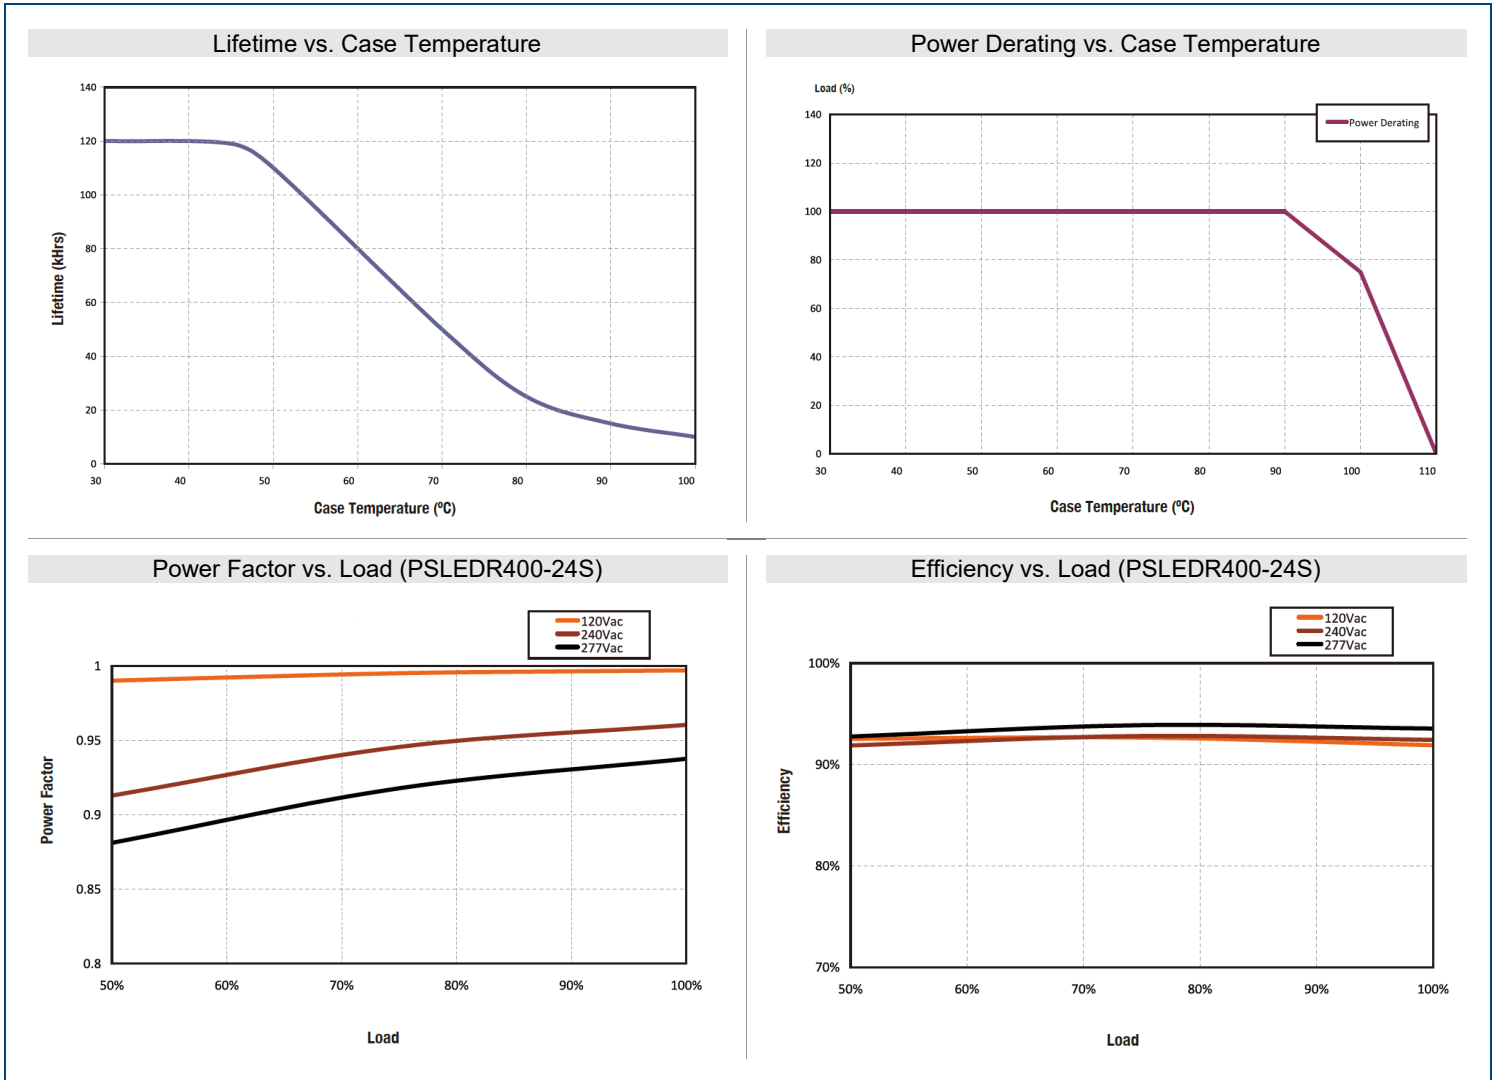 Lifetime vs. Case Temperature
140
120
100
80
60
40
20
0
Lifetime (kHrs)
30 40 50 60 70 80 90 100
Case Temperature (ºC)
Power Derating vs. Case Temperature
Load (%)
Power Derating
140
120
100
80
60
40
20
0
30 40 50 60 70 80 90 100 110
Case Temperature (ºC)
Power Factor vs. Load (PSLEDR400-24S)
120Vac
240Vac
277Vac
1
0.95
0.9
0.85
0.8
Power Factor
50% 60% 70% 80% 90% 100%
Load
Efficiency vs. Load (PSLEDR400-24S)
120Vac
240Vac
277Vac
100%
90%
80%
70%
Efficiency
50% 60% 70% 80% 90% 100%
Load